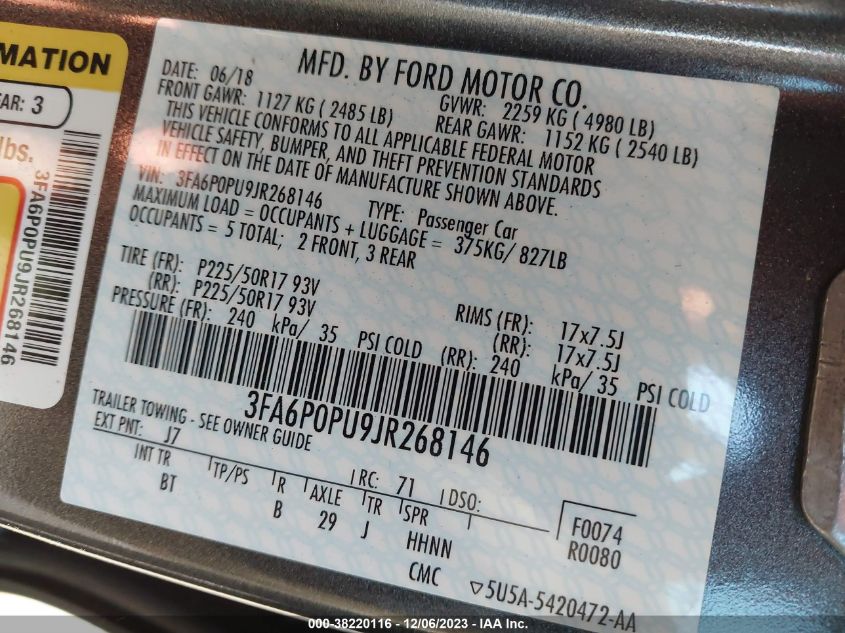 MATION
AR: 3
lbs.
3FA6P0PU9JR268146
MFD. BY FORD MOTOR CO.
DATE: 06/18
GVWR: 2259 KG ( 4980 LB)
FRONT GAWR: 1127 KG ( 2485 LB)
REAR GAWR: 1152 KG ( 2540 LB)
THIS VEHICLE CONFORMS TO ALL APPLICABLE FEDERAL MOTOR
VEHICLE SAFETY, BUMPER, AND THEFT PREVENTION STANDARDS
IN EFFECT ON THE DATE OF MANUFACTURE SHOWN ABOVE.
VIN: 3FA6P0PU9JR268146
TYPE: Passenger Car
MAXIMUM LOAD = OCCUPANTS + LUGGAGE = 375KG/ 827LB
OCCUPANTS = 5 TOTAL; 2 FRONT, 3 REAR
TIRE (FR): P225/50R17 93V
RIMS (FR): 17x7.5J
(RR): P225/50R17 93V
(RR): 17x7.5J
PRESSURE (FR): 240 kPa/ 35 PSI COLD
(RR): 240 kPa/ 35 PSI COLD
3FA6P0PU9JR268146
TRAILER TOWING - SEE OWNER GUIDE
EXT PNT: J7
RC: 71
DSO:
INT TR
TP/PS
R
AXLE
TR
SPR
BT
B
29
J
HHNN
CMC
F0074
R0080
▽5U5A-5420472-AA
000-38220116 - 12/06/2023 - IAA Inc.